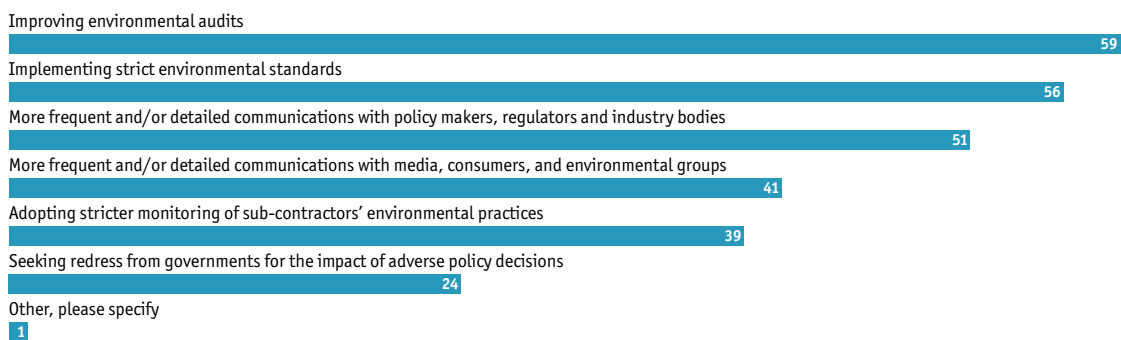 Improving environmental audits
59
Implementing strict environmental standards
56
More frequent and/or detailed communications with policy makers, regulators and industry bodies
51
More frequent and/or detailed communications with media, consumers, and environmental groups
41
Adopting stricter monitoring of sub-contractors’ environmental practices
39
Seeking redress from governments for the impact of adverse policy decisions
24
Other, please specify
1